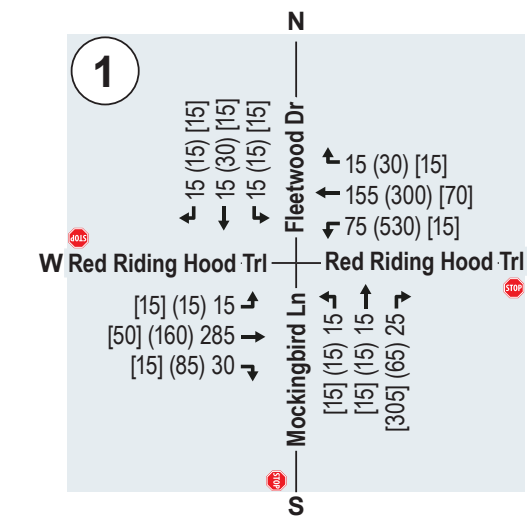 N
1
15 (15) [15]
15 (30) [15]
15 (15) [15]
Fleetwood Dr
15 (30) [15]
155 (300) [70]
75 (530) [15]
STOP
W Red Riding Hood Trl
Red Riding Hood Trl
STOP
[15] (15) 15
[50] (160) 285
[15] (85) 30
Mockingbird Ln
[15] (15) 15
[15] (15) 15
[305] (65) 25
STOP
S